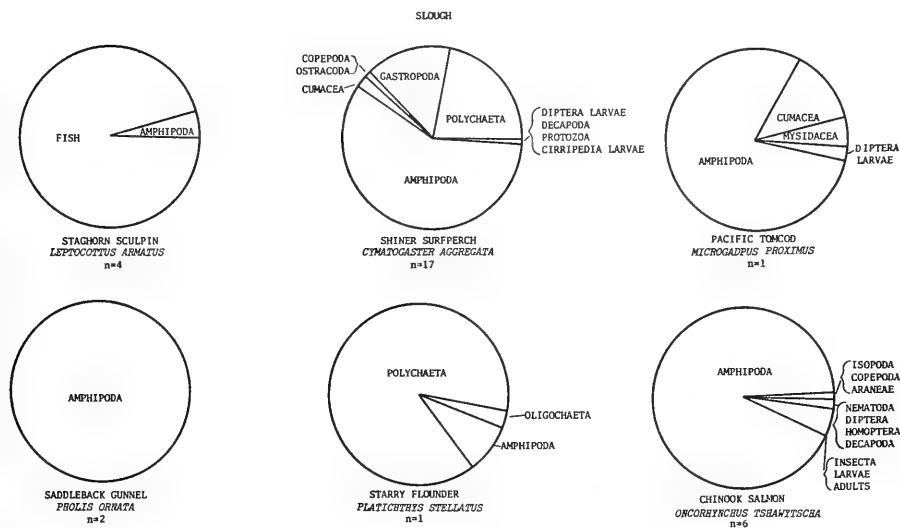 SLOUGH
FISH
AMPHIPODA
STAGHORN SCULPIN
LEPTOCOTTUS ARMATUS
n=4
COPEPODA
OSTRACODA
CUMACEA
GASTROPODA
POLYCHAETA
DIPTERA LARVAE
DECAPODA
PROTOZOA
CIRRIPEDIA LARVAE
AMPHIPODA
SHINER SURFPERCH
CYMATOGASTER AGGREGATA
n=17
CUMACEA
MYSIDACEA
DIPTERA
LARVAE
AMPHIPODA
PACIFIC TOMCOD
MICROGADPUS PROXIMUS
n=1
AMPHIPODA
SADDLEBACK GUNNEL
PHOLIS ORNATA
n=2
POLYCHAETA
OLIGOCHAETA
AMPHIPODA
STARRY FLOUNDER
PLATICHTHYS STELLATUS
n=1
AMPHIPODA
ISOPODA
COPEPODA
ARANEAE
NEMATODA
DIPTERA
HOMOPTERA
DECAPODA
INSECTA
LARVAE
ADULTS
CHINOOK SALMON
ONCORHYNCHUS TSHAWITSCHA
n=6